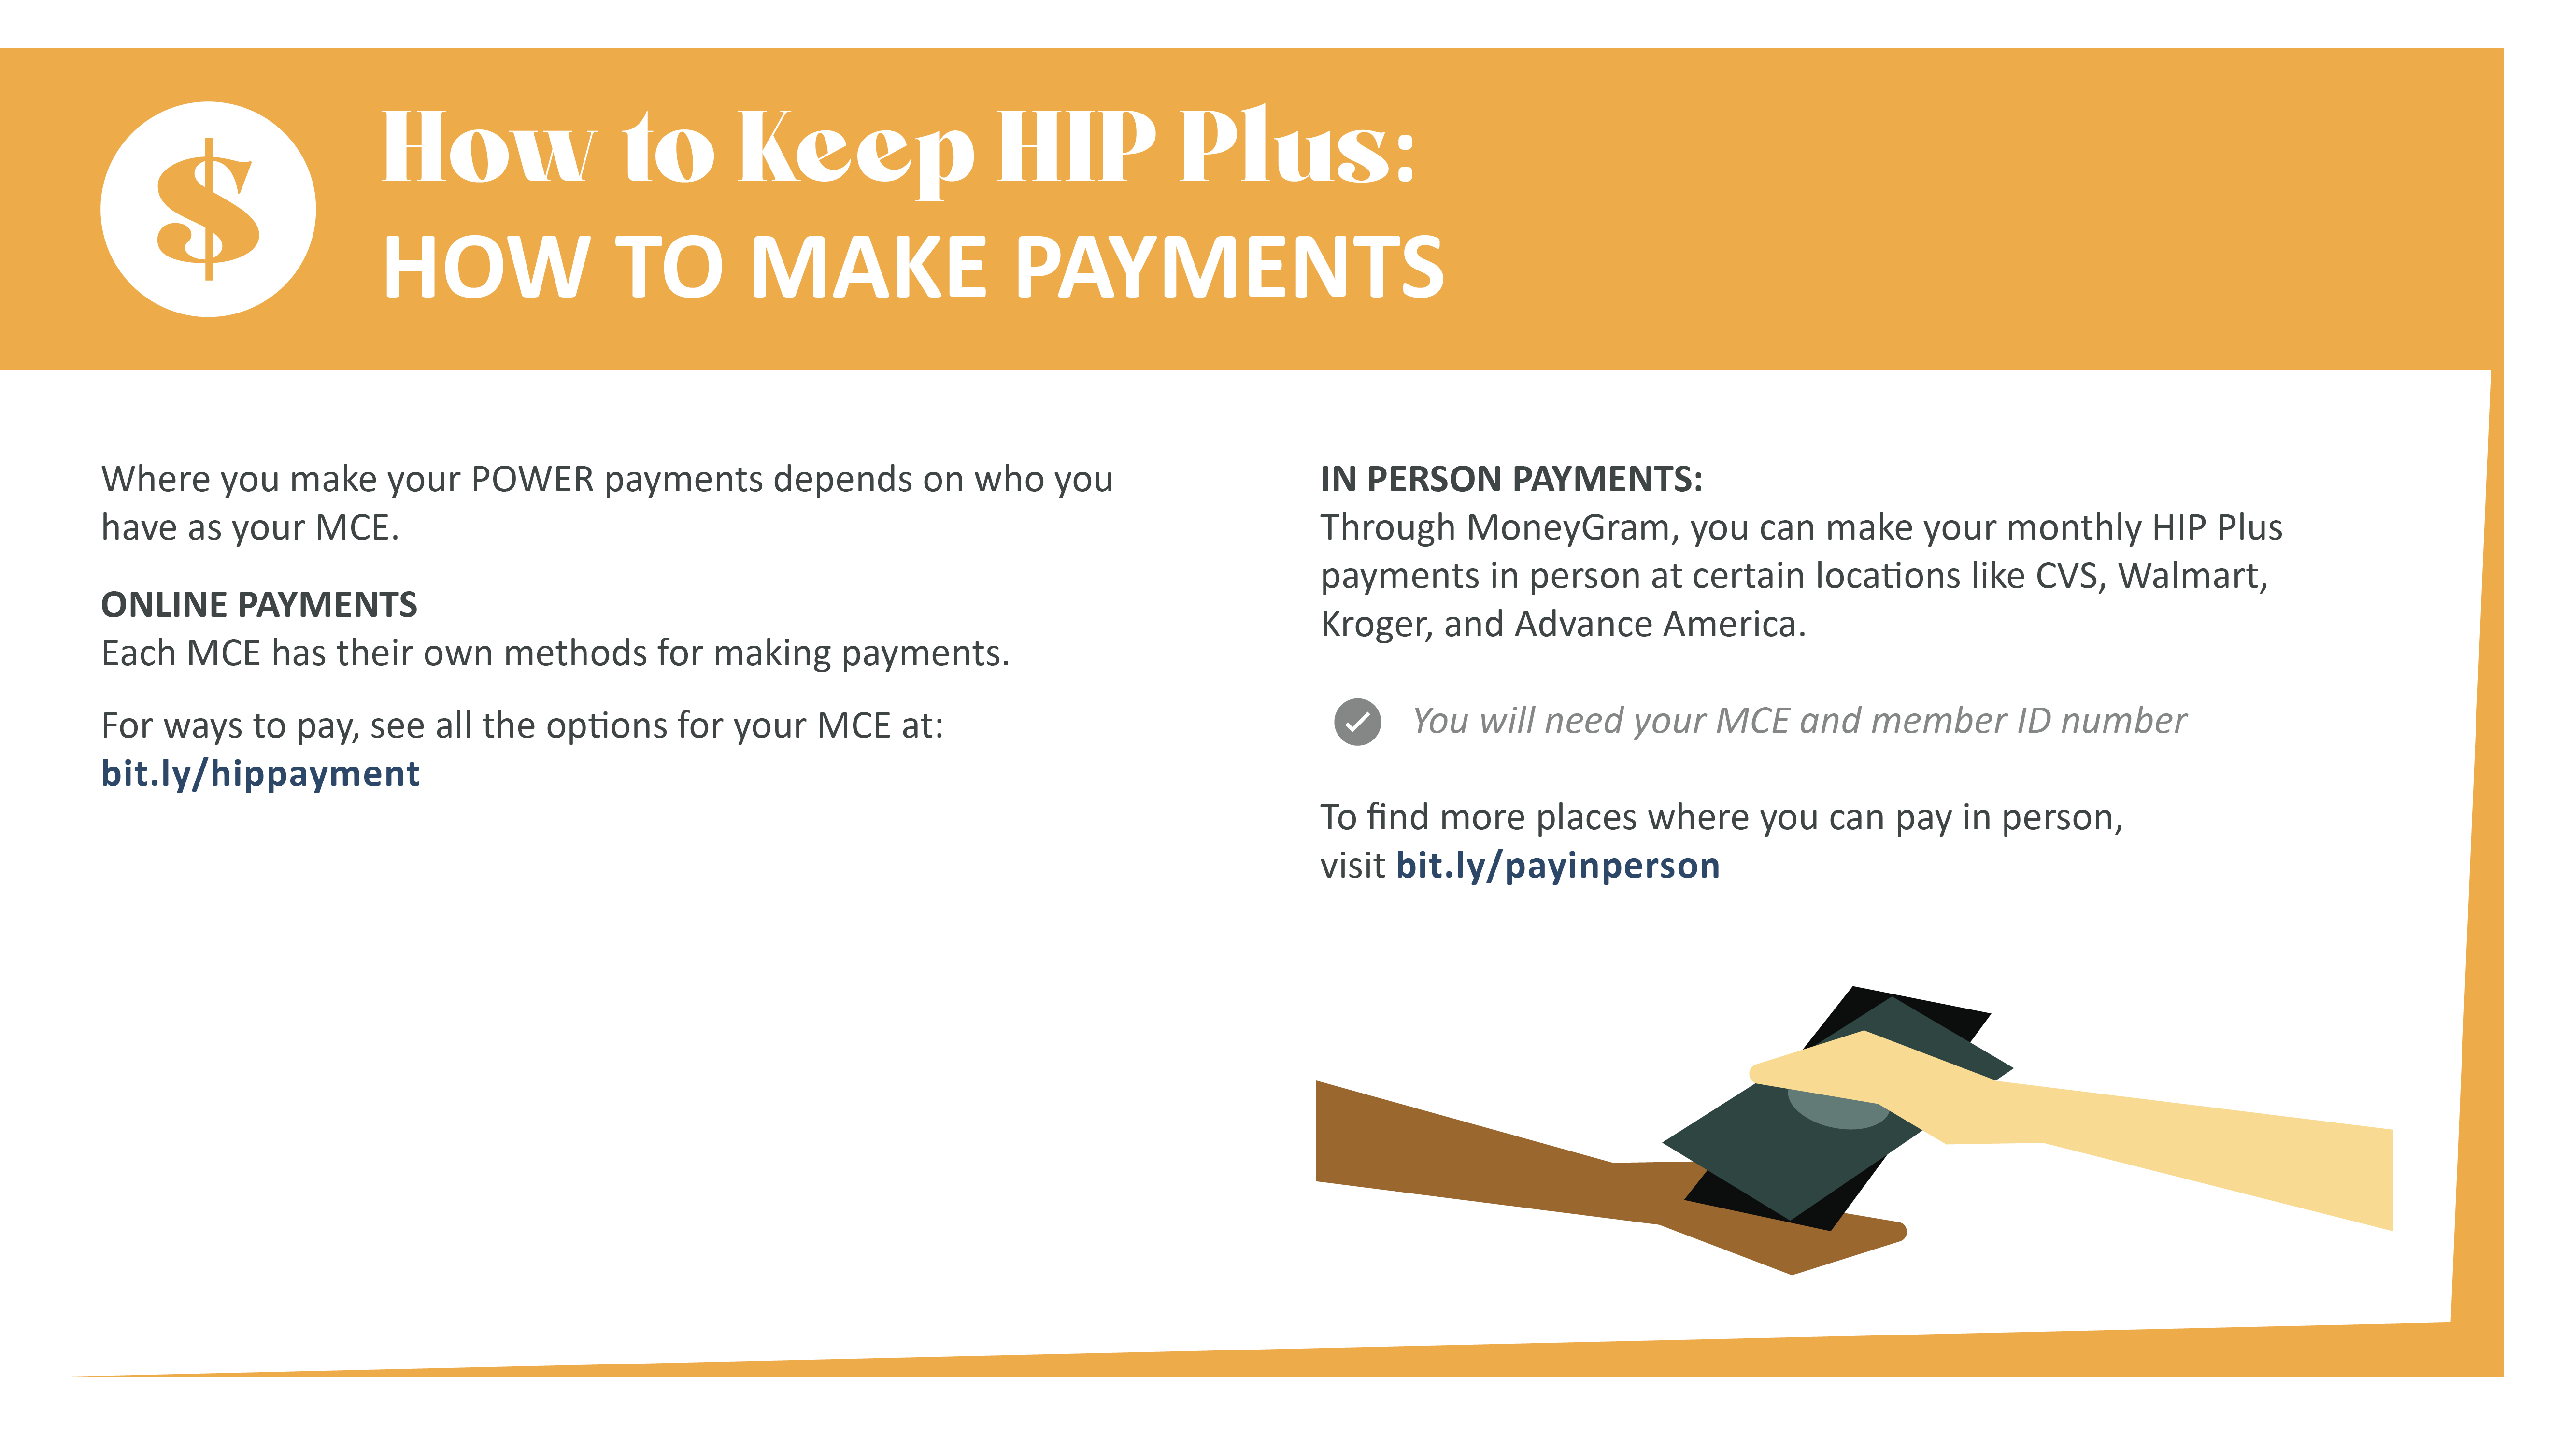 $
How to Keep HIP Plus:
HOW TO MAKE PAYMENTS
Where you make your POWER payments depends on who you
have as your MCE.
ONLINE PAYMENTS
Each MCE has their own methods for making payments.
For ways to pay, see all the options for your MCE at:
bit.ly/hippayment
IN PERSON PAYMENTS:
Through MoneyGram, you can make your monthly HIP Plus
payments in person at certain locations like CVS, Walmart,
Kroger, and Advance America.
You will need your MCE and member ID number
To find more places where you can pay in person,
visit bit.ly/payinperson